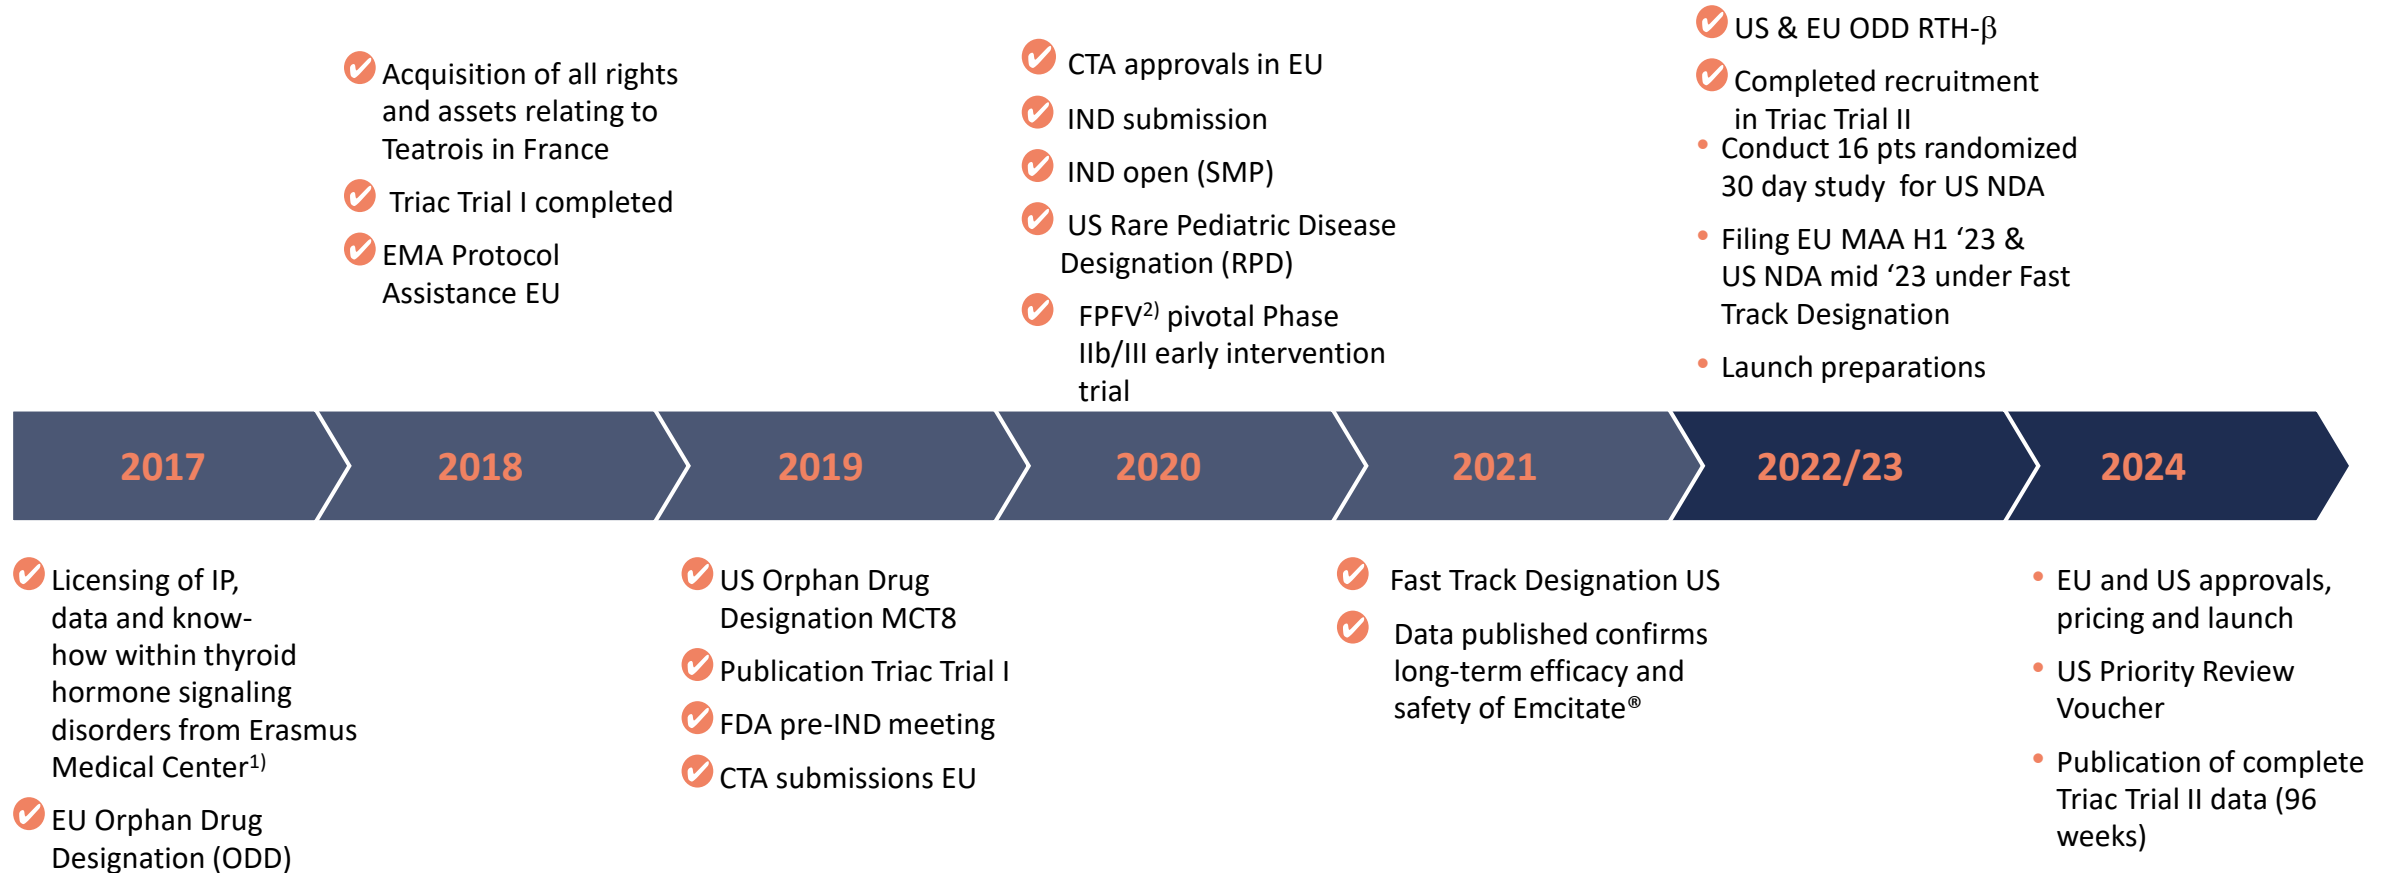 Acquisition of all rights
and assets relating to
Teatrois in France
Triac Trial I completed
EMA Protocol
Assistance EU
CTA approvals in EU
IND submission
IND open (SMP)
US Rare Pediatric Disease
Designation (RPD)
FPFV2) pivotal Phase
IIb/III early intervention
trial
US & EU ODD RTH-β
Completed recruitment
in Triac Trial II
• Conduct 16 pts randomized
30 day study for US NDA
• Filing EU MAA H1 ‘23 &
US NDA mid ‘23 under Fast
Track Designation
• Launch preparations
2017 2018 2019 2020 2021 2022/23 2024
Licensing of IP,
data and know-
how within thyroid
hormone signaling
disorders from Erasmus
Medical Center1)
EU Orphan Drug
Designation (ODD)
US Orphan Drug
Designation MCT8
Publication Triac Trial I
FDA pre-IND meeting
CTA submissions EU
Fast Track Designation US
Data published confirms
long-term efficacy and
safety of Emcitate®
• EU and US approvals,
pricing and launch
• US Priority Review
Voucher
• Publication of complete
Triac Trial II data (96
weeks)